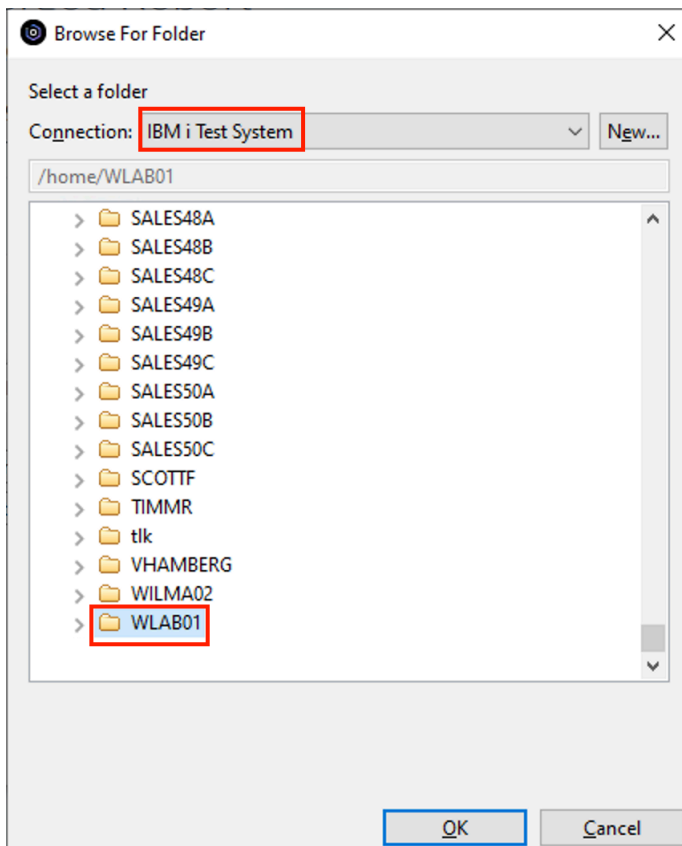 Browse For Folder
Select a folder
Connection: IBM i Test System New...
/home/WLAB01
SALES48A
SALES48B
SALES48C
SALES49A
SALES49B
SALES49C
SALES50A
SALES50B
SALES50C
SCOTTF
TIMMR
tlk
VHAMBERG
WILMA02
WLAB01
OK Cancel